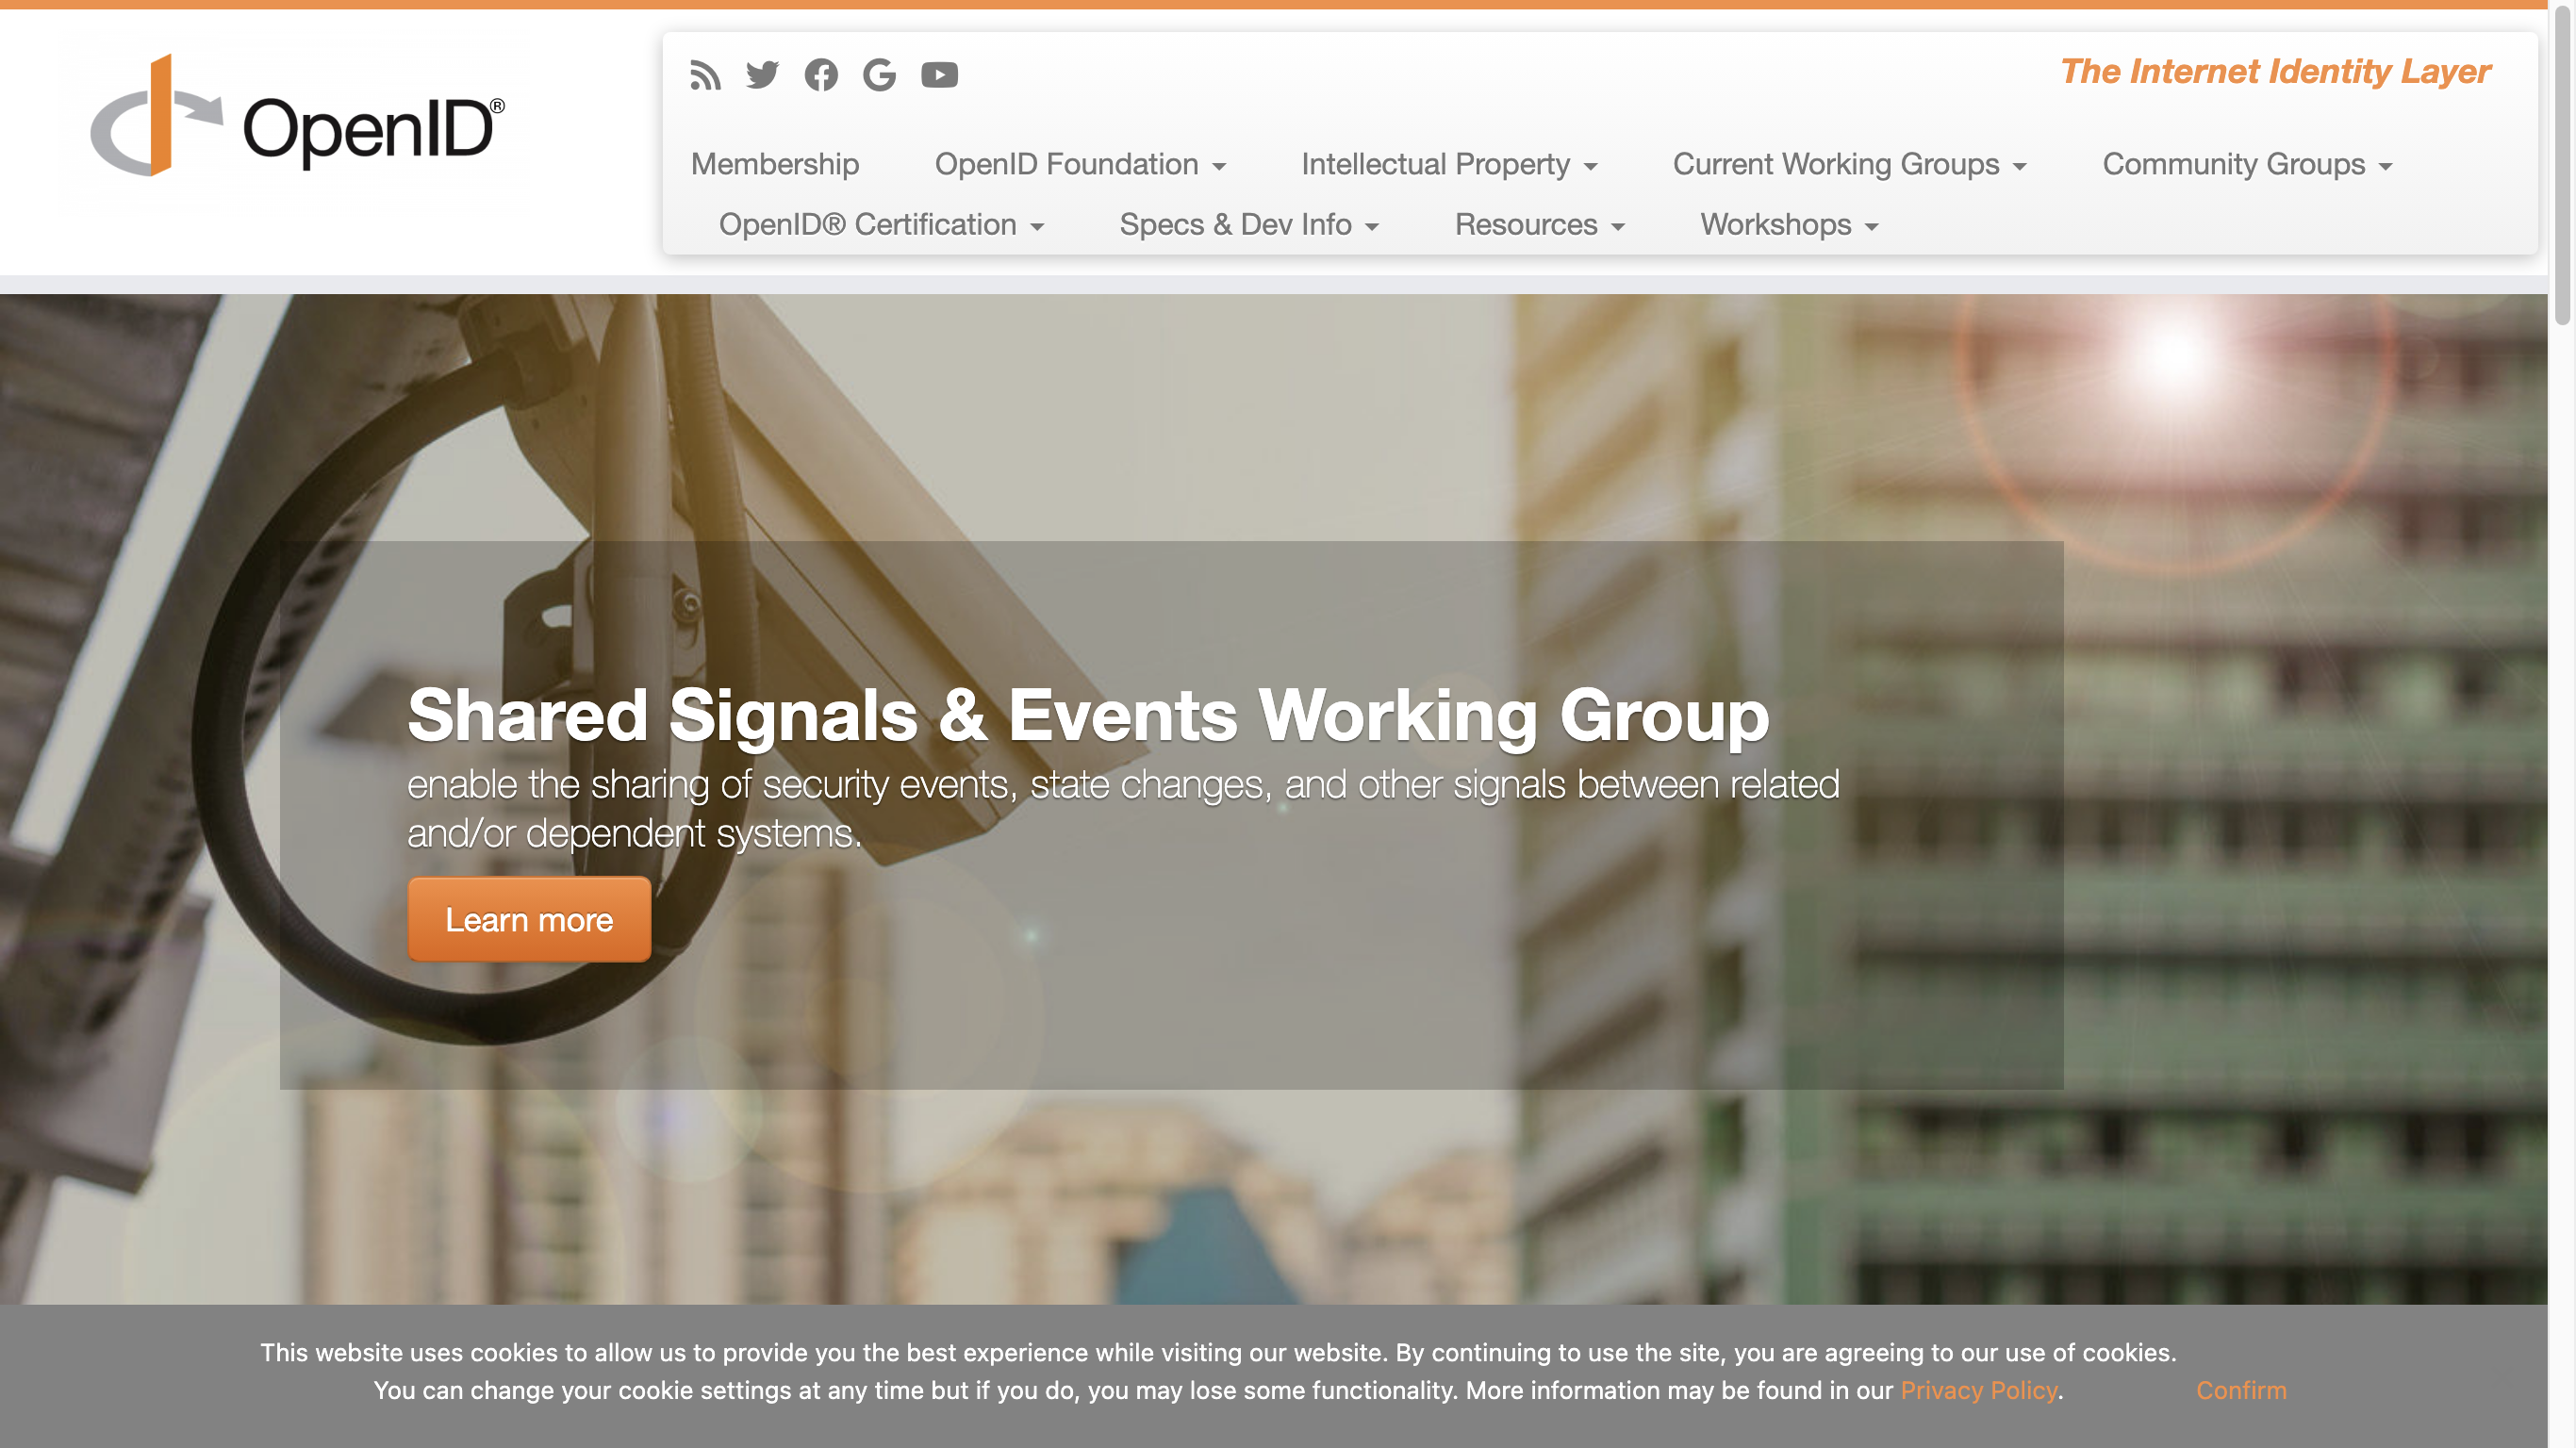 OpenID®
The Internet Identity Layer
Membership
OpenID Foundation
Intellectual Property
Current Working Groups
Community Groups
OpenID® Certification
Specs & Dev Info
Resources
Workshops
Shared Signals & Events Working Group
enable the sharing of security events, state changes, and other signals between related
and/or dependent systems.
Learn more
This website uses cookies to allow us to provide you the best experience while visiting our website. By continuing to use the site, you are agreeing to our use of cookies.
You can change your cookie settings at any time but if you do, you may lose some functionality. More information may be found in our Privacy Policy.
Confirm